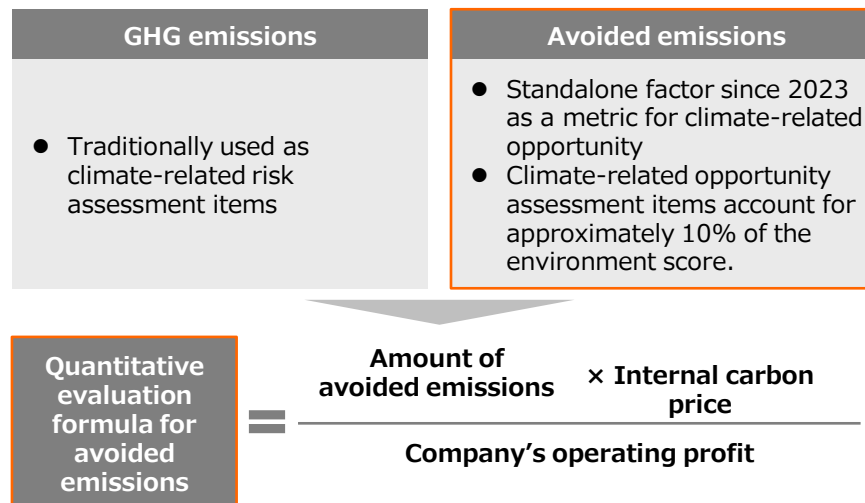 GHG emissions
● Traditionally used as
climate-related risk
assessment items
Avoided emissions
● Standalone factor since 2023
as a metric for climate-related
opportunity
● Climate-related opportunity
assessment items account for
approximately 10% of the
environment score.
Quantitative
evaluation
formula for
avoided
emissions
=
Amount of
avoided emissions
× Internal carbon
price
Company’s operating profit